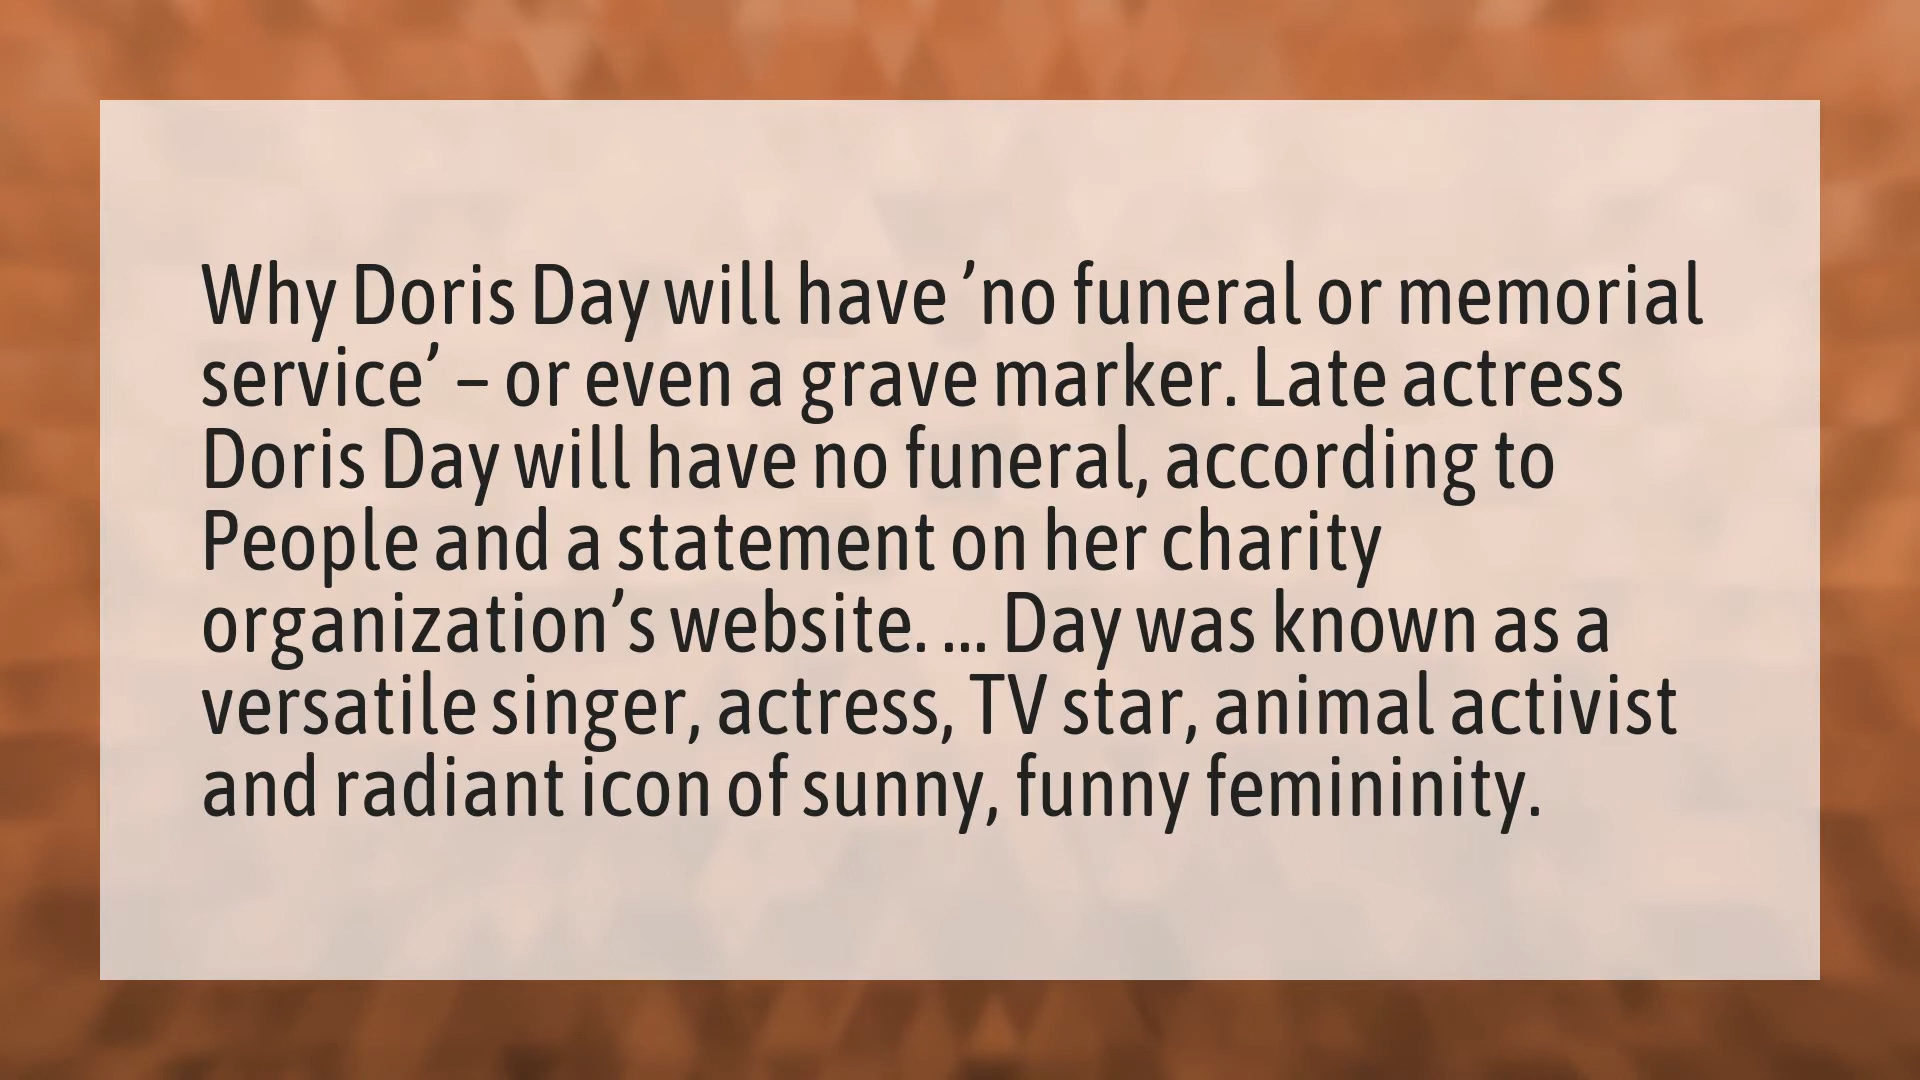 Why Doris Day will have ’no funeral or memorial
service’ – or even a grave marker. Late actress
Doris Day will have no funeral, according to
People and a statement on her charity
organization’s website. ... Day was known as a
versatile singer, actress, TV star, animal activist
and radiant icon of sunny, funny femininity.